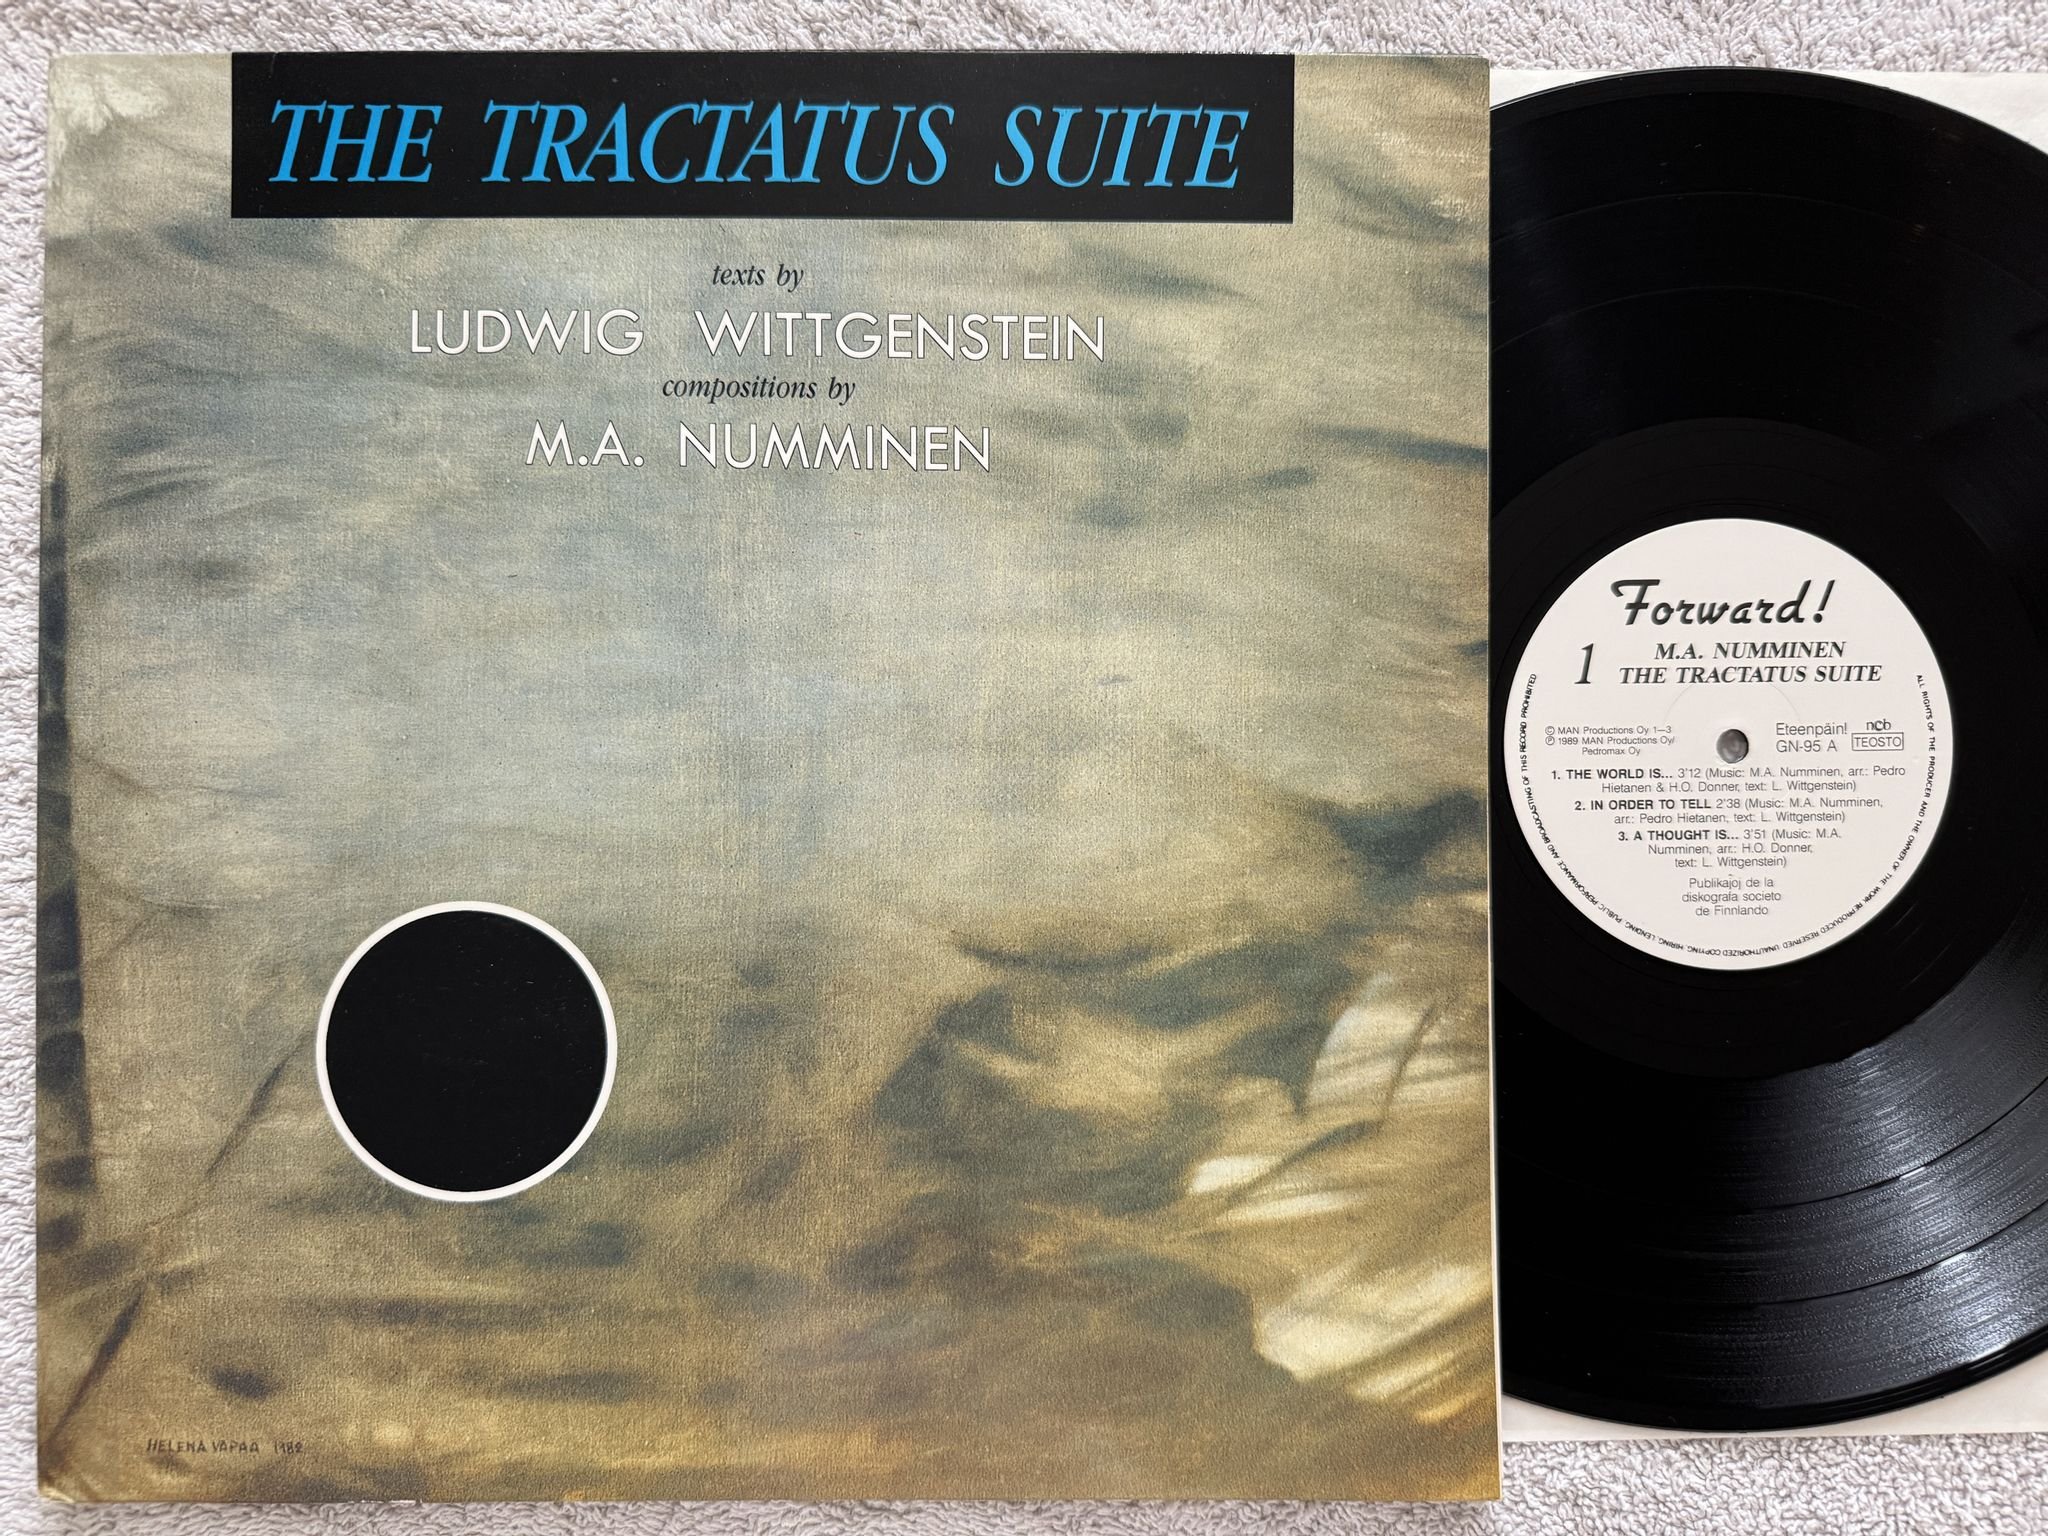 THE TRACTATUS SUITE
texts by
LUDWIG WITTGENSTEIN
compositions by
M.A. NUMMINEN
HELENA VAPAA 1982
Forward!
1
M.A. NUMMINEN
THE TRACTATUS SUITE
© MAN Productions Oy 1—3
℗ 1989 MAN Productions Oy/
Pedromax Oy
Eteenpäin!
GN-95 A
ncb
TEOSTO
1. THE WORLD IS... 3'12 (Music: M.A. Numminen, arr.: Pedro
Hietanen & H.O. Donner, text: L. Wittgenstein)
2. IN ORDER TO TELL 2'38 (Music: M.A. Numminen,
arr.: Pedro Hietanen, text: L. Wittgenstein)
3. A THOUGHT IS... 3'51 (Music: M.A.
Numminen, arr.: H.O. Donner,
text: L. Wittgenstein)
Publikaĵoj de la
diskografa societo
de Finnlando
ALL RIGHTS OF THE PRODUCER AND THE OWNER OF THE WORK REPRODUCED RESERVED UNAUTHORIZED COPYING, HIRING, LENDING, PUBLIC PERFORMANCE AND BROADCASTING OF THIS RECORD PROHIBITED